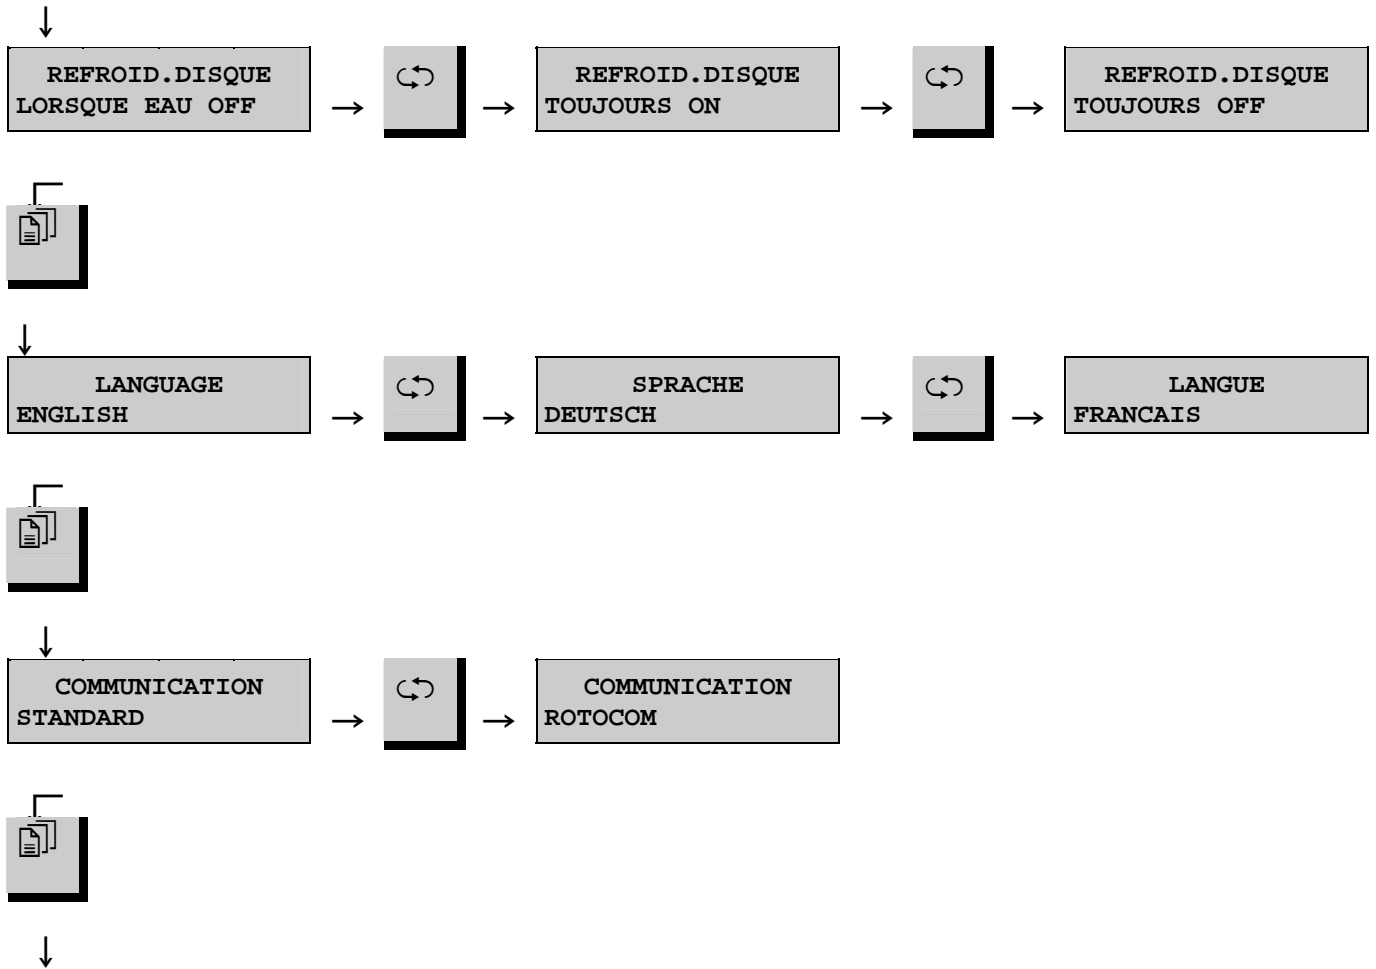 REFROID.DISQUE
LORSQUE EAU OFF
REFROID.DISQUE
TOUJOURS ON
REFROID.DISQUE
TOUJOURS OFF
LANGUAGE
ENGLISH
SPRACHE
DEUTSCH
LANGUE
FRANCAIS
COMMUNICATION
STANDARD
COMMUNICATION
ROTOCOM